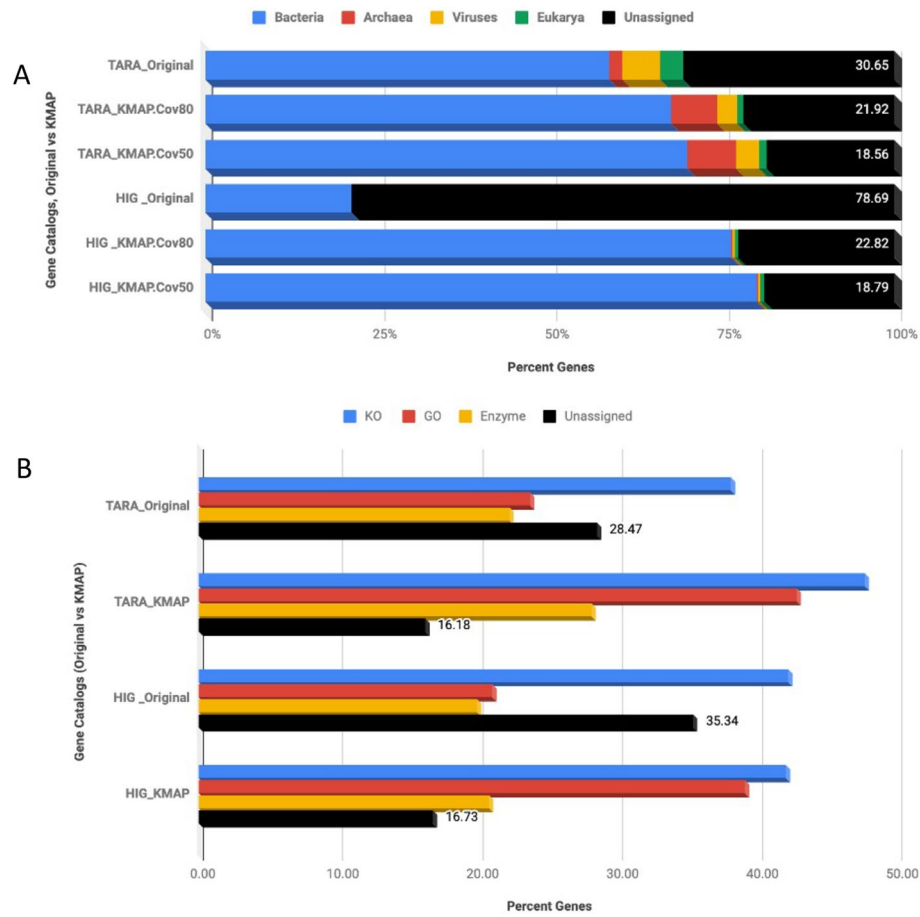 Bacteria Archaea Viruses Eukarya Unassigned
A
Gene Catalogs, Original vs KMAP
TARA_Original 30.65
TARA_KMAP.Cov80 21.92
TARA_KMAP.Cov50 18.56
HIG _Original 78.69
HIG _KMAP.Cov80 22.82
HIG_KMAP.Cov50 18.79
0% 25% 50% 75% 100%
Percent Genes
KO GO Enzyme Unassigned
B
Gene Catalogs (Original vs KMAP)
TARA_Original 28.47
TARA_KMAP 16.18
HIG _Original 35.34
HIG_KMAP 16.73
0.00 10.00 20.00 30.00 40.00 50.00
Percent Genes